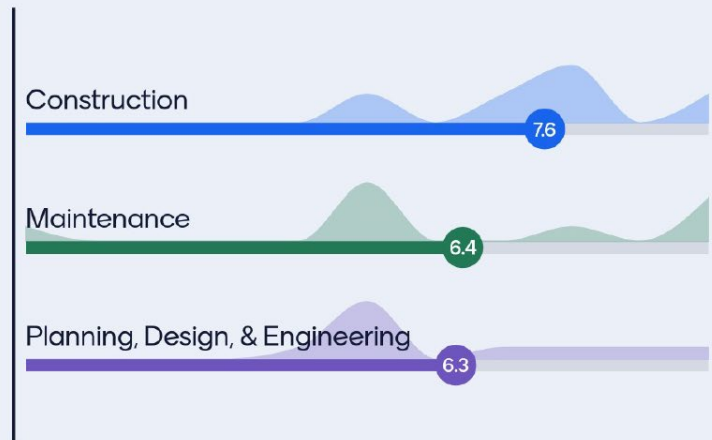 Construction
7.6
Maintenance
6.4
Planning, Design, & Engineering
6.3